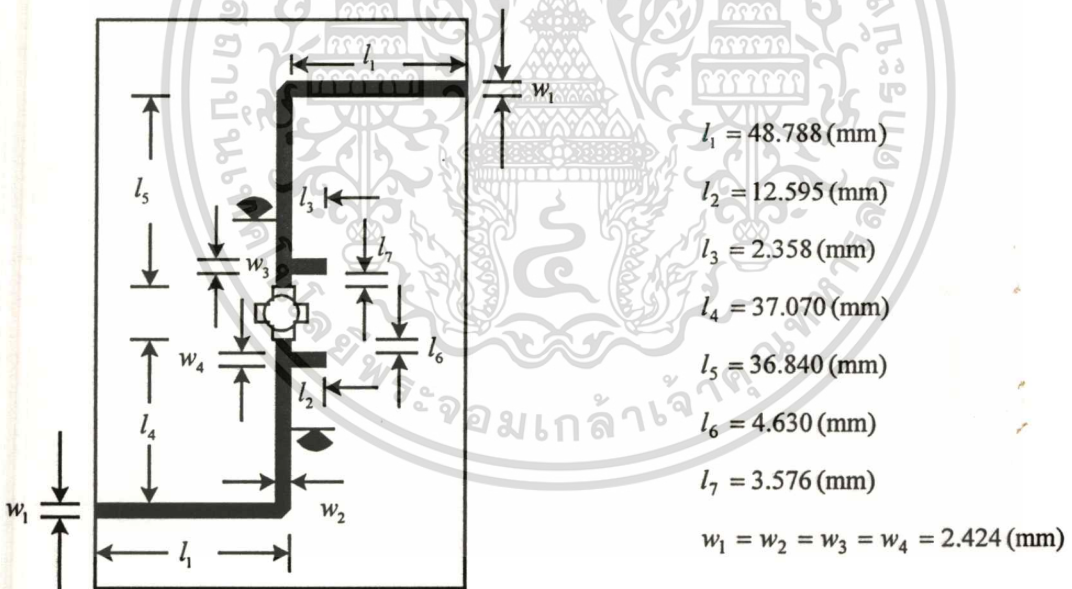 l₁
w₁
l₅
l₃
l₇
w₃
w₄
l₆
l₂
l₄
w₁
w₂
l₁
l₁ = 48.788 (mm)
l₂ = 12.595 (mm)
l₃ = 2.358 (mm)
l₄ = 37.070 (mm)
l₅ = 36.840 (mm)
l₆ = 4.630 (mm)
l₇ = 3.576 (mm)
w₁ = w₂ = w₃ = w₄ = 2.424 (mm)